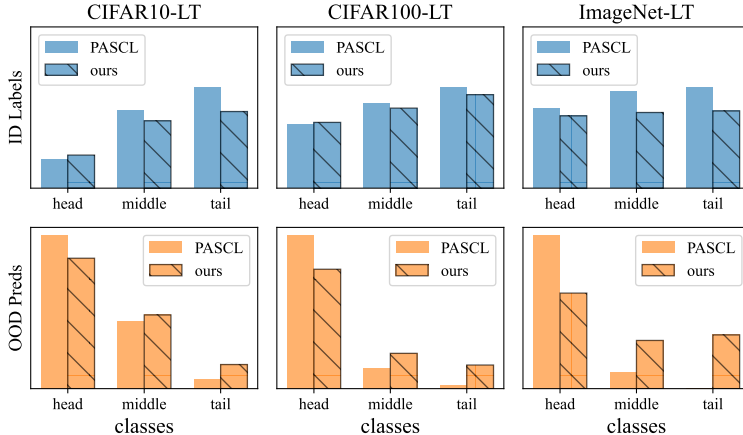 CIFAR10-LT CIFAR100-LT ImageNet-LT
ID Labels
PASCL PASCL PASCL
ours ours ours
head middle tail head middle tail head middle tail
OOD Preds
PASCL PASCL PASCL
ours ours ours
head middle tail head middle tail head middle tail
classes classes classes